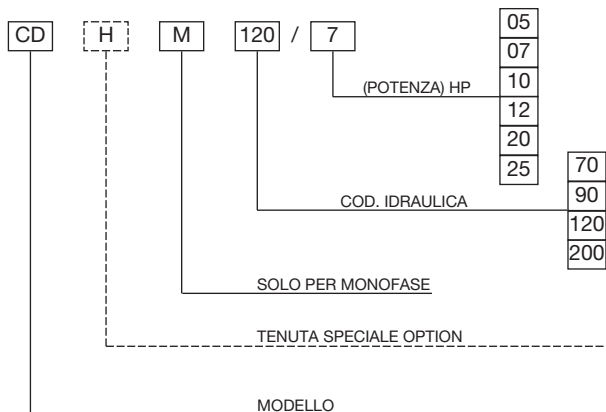 CD H M 120 / 7
05
07
(POTENZA) HP 10
12
20
25
70
COD. IDRAULICA 90
120
200
SOLO PER MONOFASE
TENUTA SPECIALE OPTION
MODELLO